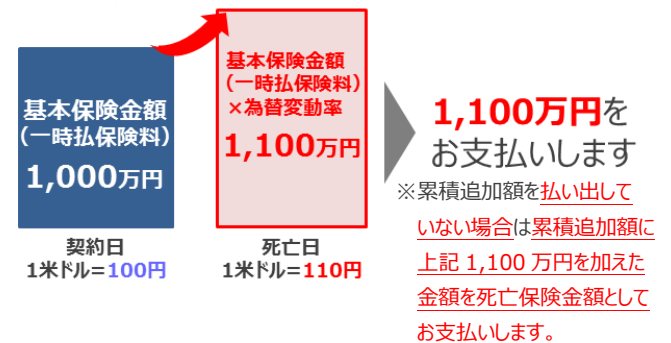 基本保険金額
（一時払保険料）
1,000万円
契約日
1米ドル=100円
基本保険金額
（一時払保険料）
×為替変動率
1,100万円
死亡日
1米ドル=110円
1,100万円を
お支払いします
※累積追加額を払い出して
いない場合は累積追加額に
上記 1,100 万円を加えた
金額を死亡保険金額として
お支払いします。